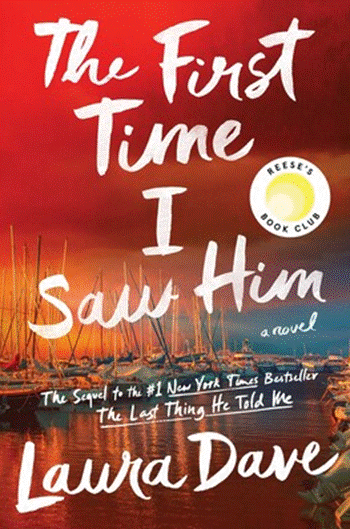 The First
Time
I
Saw Him
REESE'S
BOOK CLUB
a novel
The Sequel to the #1 New York Times Bestseller
The Last Thing He Told Me
Laura Dave